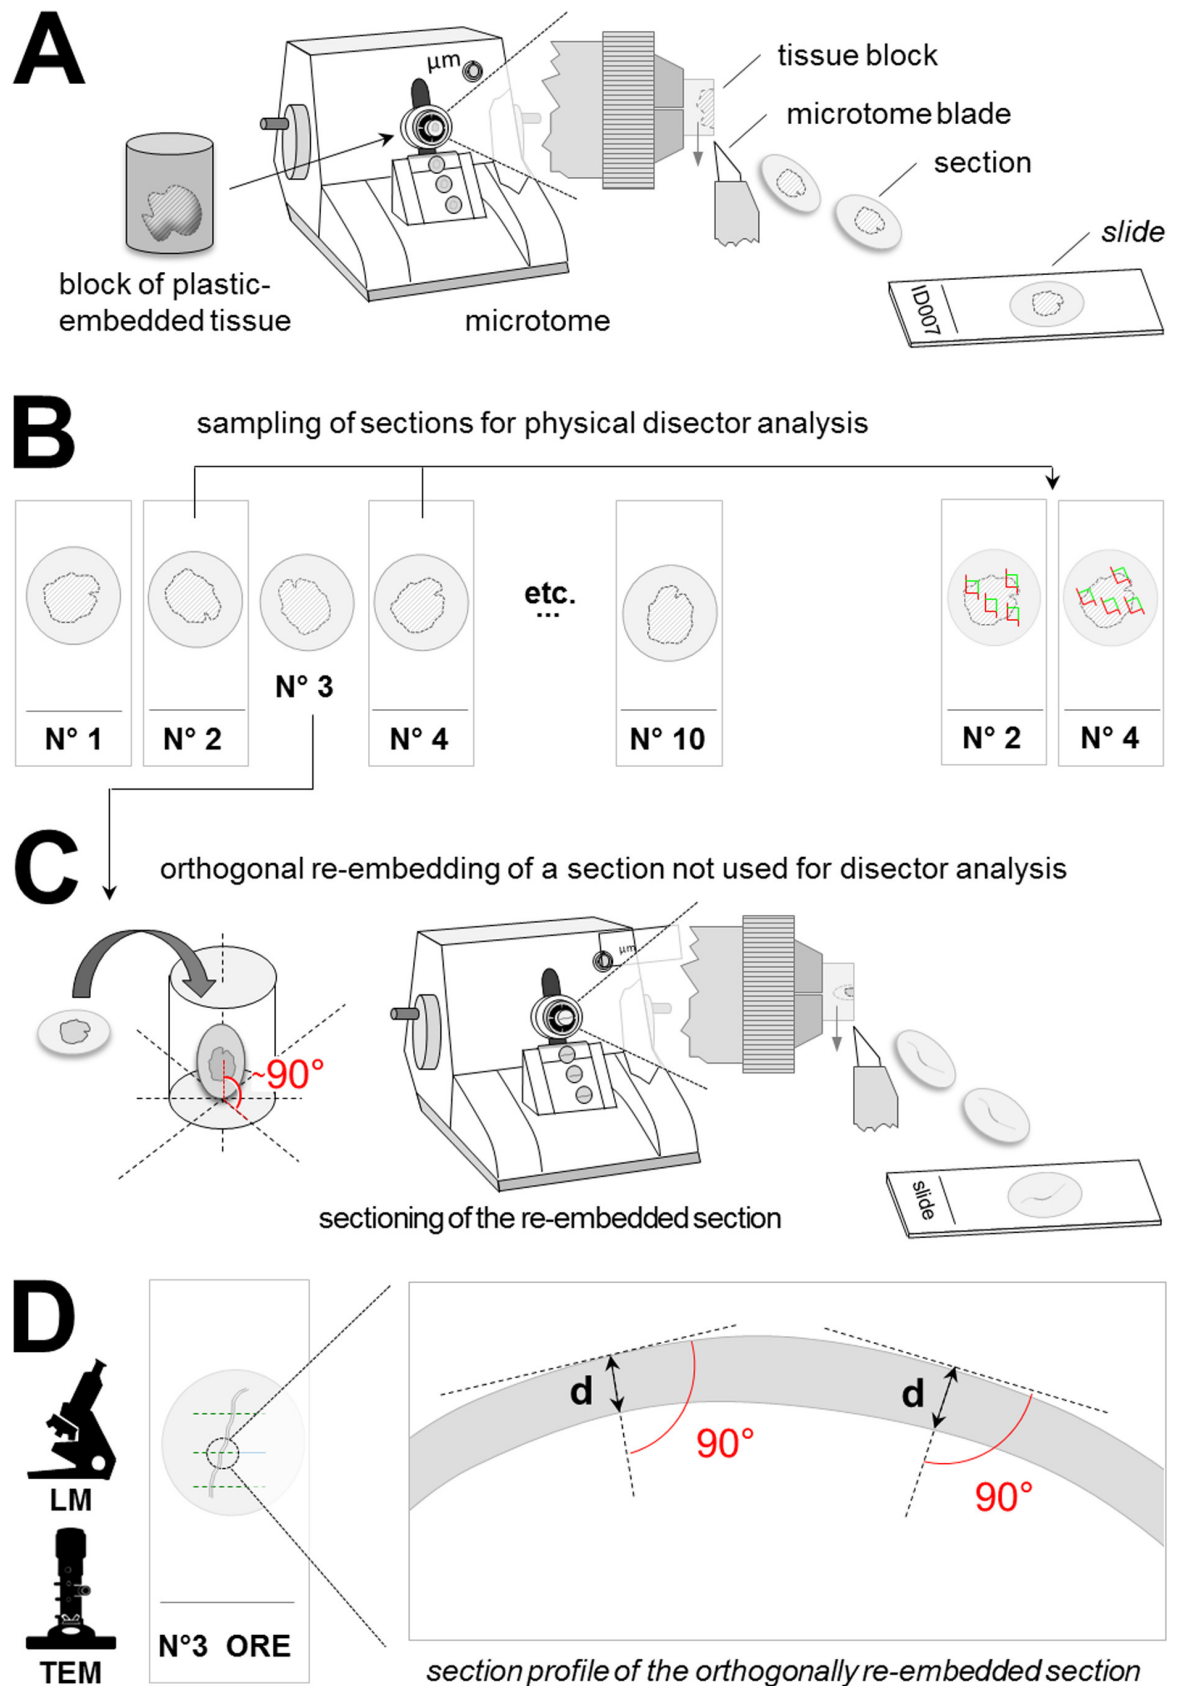 A
µm
tissue block
microtome blade
section
slide
block of plastic-
embedded tissue
microtome
ID007
B
sampling of sections for physical disector analysis
etc.
...
N° 3
N° 1
N° 2
N° 4
N° 10
N° 2
N° 4
C
orthogonal re-embedding of a section not used for disector analysis
µm
~90°
slide
sectioning of the re-embedded section
D
d
d
90°
90°
LM
N°3 ORE
TEM
section profile of the orthogonally re-embedded section